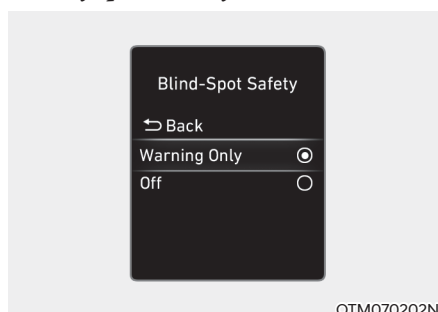 Blind-Spot Safety
Back
Warning Only
Off
OTM070202N